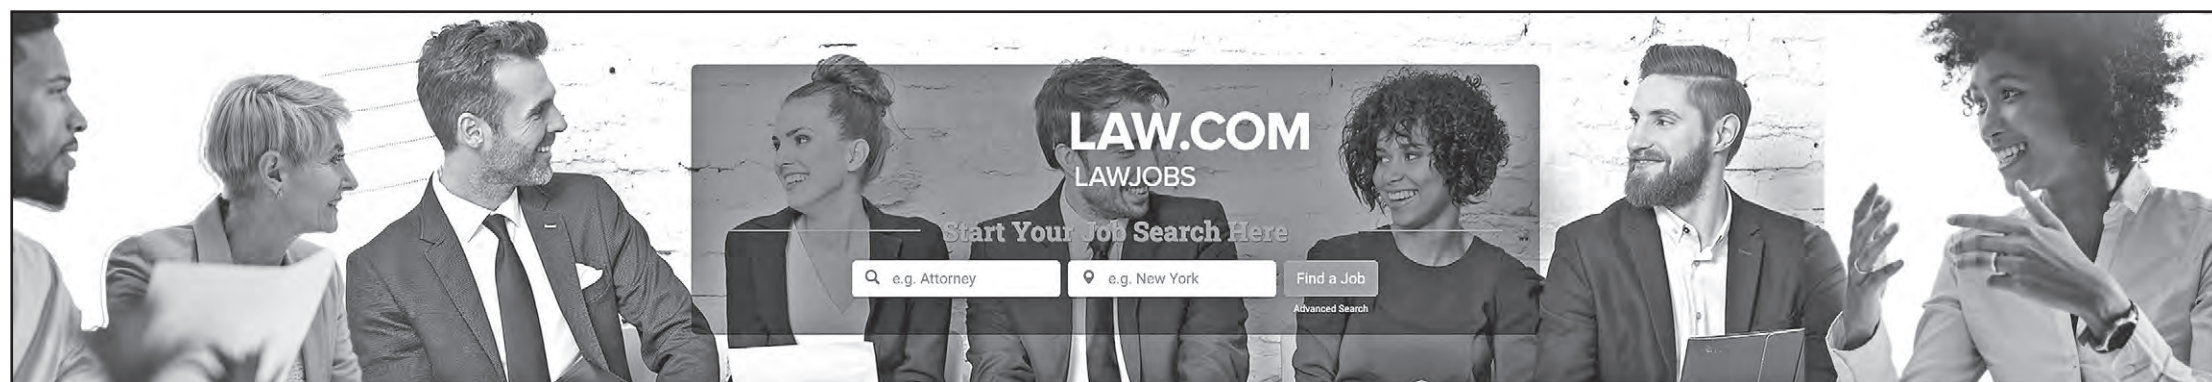 LAW.COM
LAWJOBS
Start Your Job Search Here
e.g. Attorney
e.g. New York
Find a Job
Advanced Search